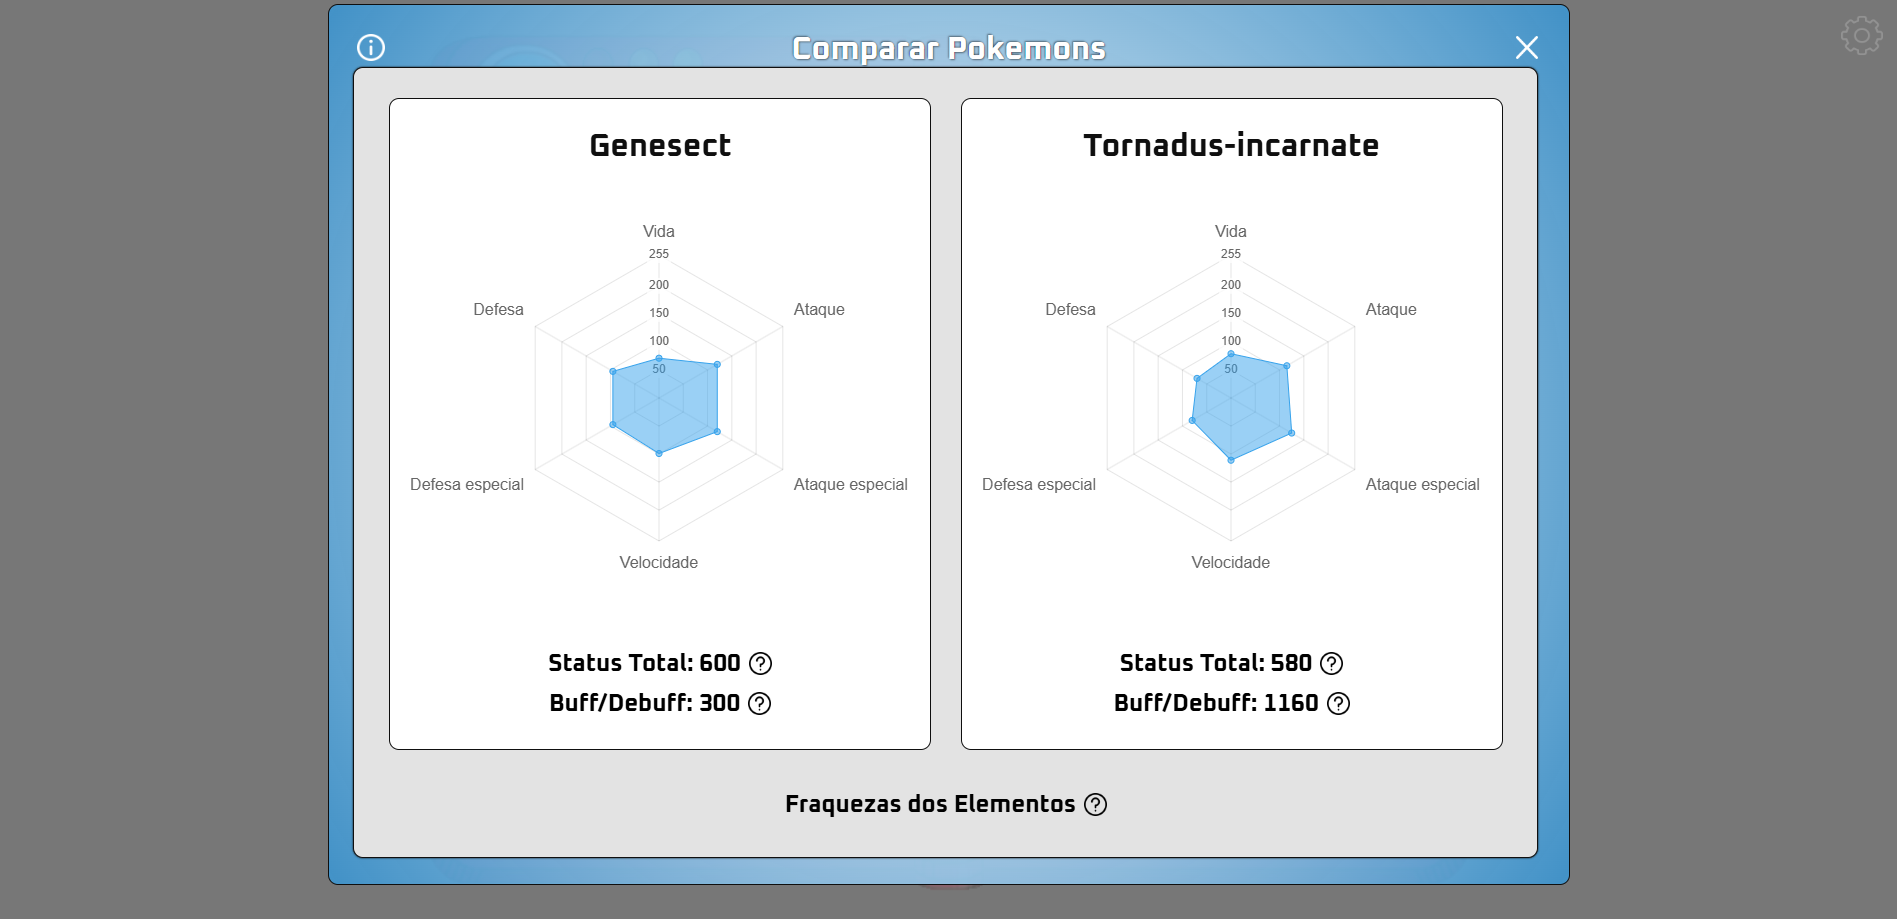 Comparar Pokemons
Genesect
Vida
255
200
150
100
50
Defesa
Ataque
Defesa especial
Ataque especial
Velocidade
Status Total: 600
Buff/Debuff: 300
Tornadus-incarnate
Vida
255
200
150
100
50
Defesa
Ataque
Defesa especial
Ataque especial
Velocidade
Status Total: 580
Buff/Debuff: 1160
Fraquezas dos Elementos